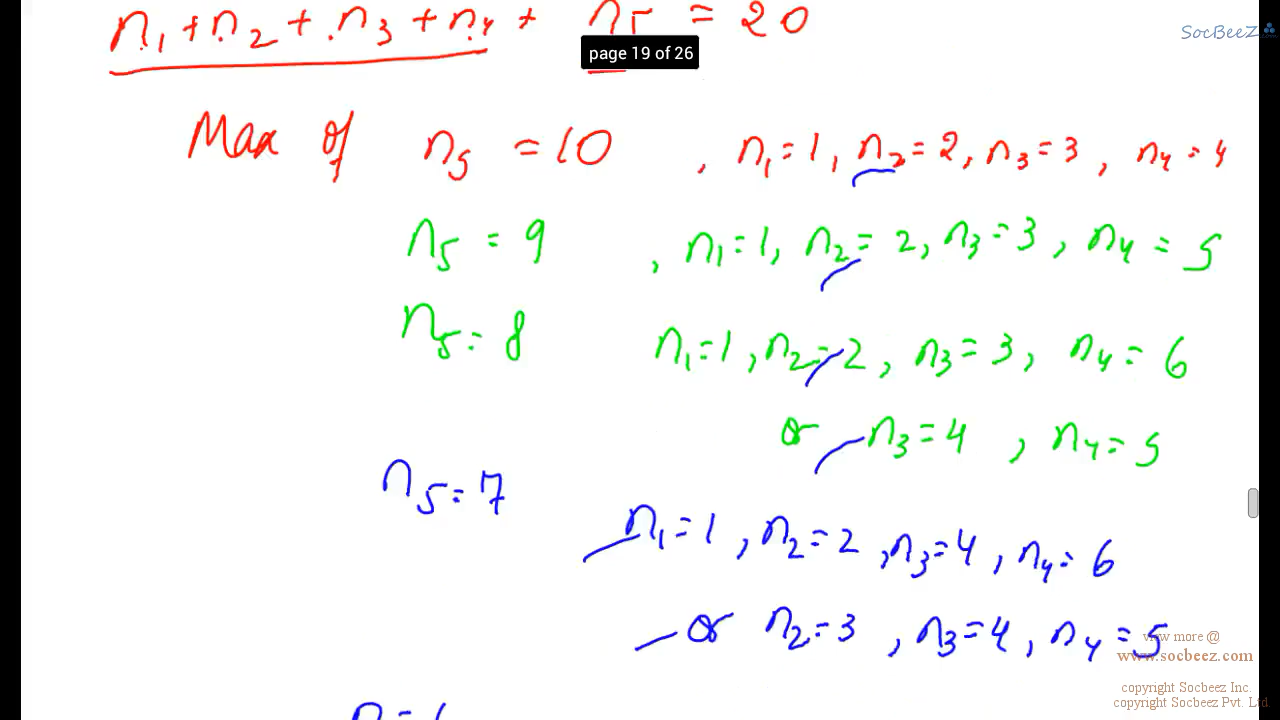 n₁ + n₂ + n₃ + n₄ + n₅ = 20
SocBeeZ
page 19 of 26
Max of n₅ = 10 , n₁ = 1, n₂ = 2, n₃ = 3 , n₄ = 4
n₅ = 9 , n₁ = 1, n₂ = 2, n₃ = 3 , n₄ = 5
n₅ = 8 n₁ = 1 , n₂ = 2 , n₃ = 3 , n₄ = 6
or n₃ = 4 , n₄ = 5
n₅ = 7
n₁ = 1 , n₂ = 2 , n₃ = 4 , n₄ = 6
or n₂ = 3 , n₃ = 4 , n₄ = 5
view more @
www.socbeez.com
copyright Socbeez Inc.
copyright Socbeez Pvt. Ltd